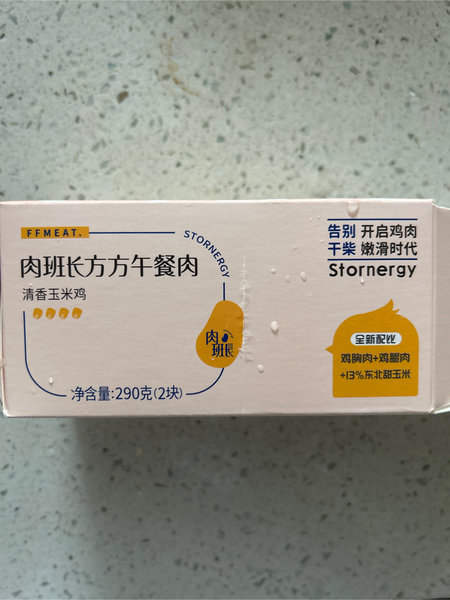 FFMEAT.
STORNERGY
肉班长方方午餐肉
清香玉米鸡
肉班长
净含量:290克(2块)
告别 开启鸡肉
干柴 嫩滑时代
Stornergy
全新配比
鸡胸肉+鸡腿肉
+13%东北甜玉米